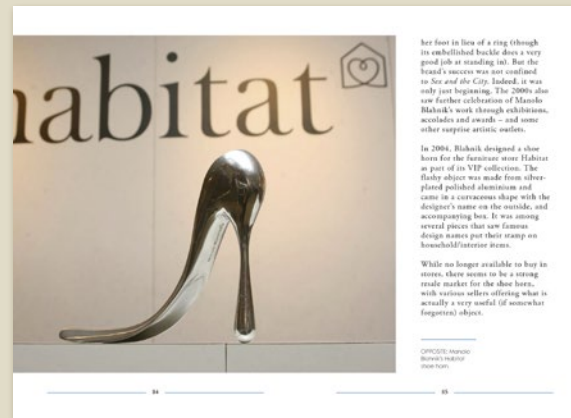 habitat
her foot in lieu of a ring (though
its embellished buckle does a very
good job at standing in). But the
brand's success was not confined
to Sex and the City. Indeed, it was
only just beginning. The 2000s also
saw further celebration of Manolo
Blahnik's work through exhibitions,
accolades and awards – and some
other surprise artistic outlets.
In 2004, Blahnik designed a shoe
horn for the furniture store Habitat
as part of its VIP collection. The
flashy object was made from silver-
plated polished aluminium and
came in a curvaceous shape with the
designer's name on the outside, and
accompanying box. It was among
several pieces that saw famous
design names put their stamp on
household/interior items.
While no longer available to buy in
stores, there seems to be a strong
resale market for the shoe horn,
with various sellers offering what is
actually a very useful (if somewhat
forgotten) object.
OPPOSITE: Manolo
Blahnik's Habitat
shoe horn.
84
85